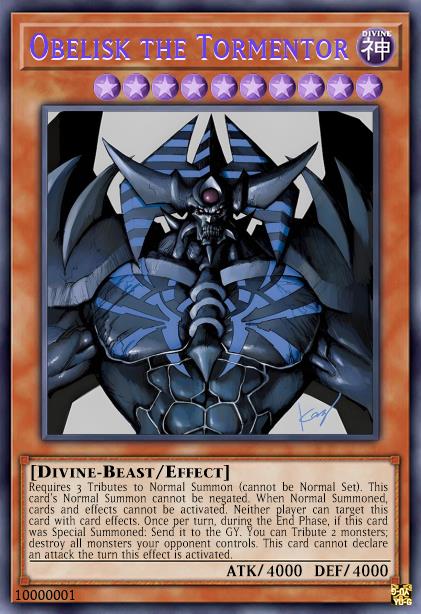 OBELISK THE TORMENTOR
DIVINE
神
[DIVINE-BEAST/EFFECT]
Requires 3 Tributes to Normal Summon (cannot be Normal Set). This
card's Normal Summon cannot be negated. When Normal Summoned,
cards and effects cannot be activated. Neither player can target this
card with card effects. Once per turn, during the End Phase, if this card
was Special Summoned: Send it to the GY. You can Tribute 2 monsters;
destroy all monsters your opponent controls. This card cannot declare
an attack the turn this effect is activated.
ATK/4000 DEF/4000
10000001